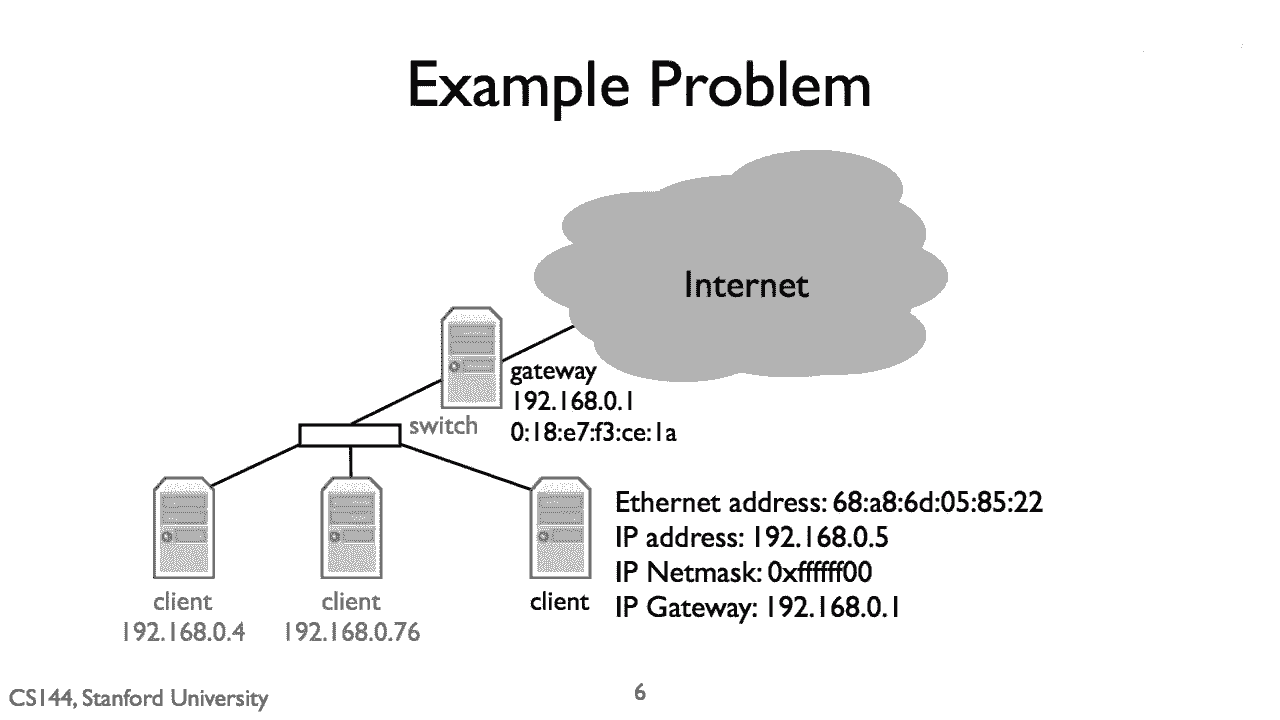 Example Problem
Internet
gateway
192.168.0.1
0:18:e7:f3:ce:1a
switch
Ethernet address: 68:a8:6d:05:85:22
IP address: 192.168.0.5
IP Netmask: 0xffffff00
IP Gateway: 192.168.0.1
client
192.168.0.4
client
192.168.0.76
client
CS144, Stanford University
6